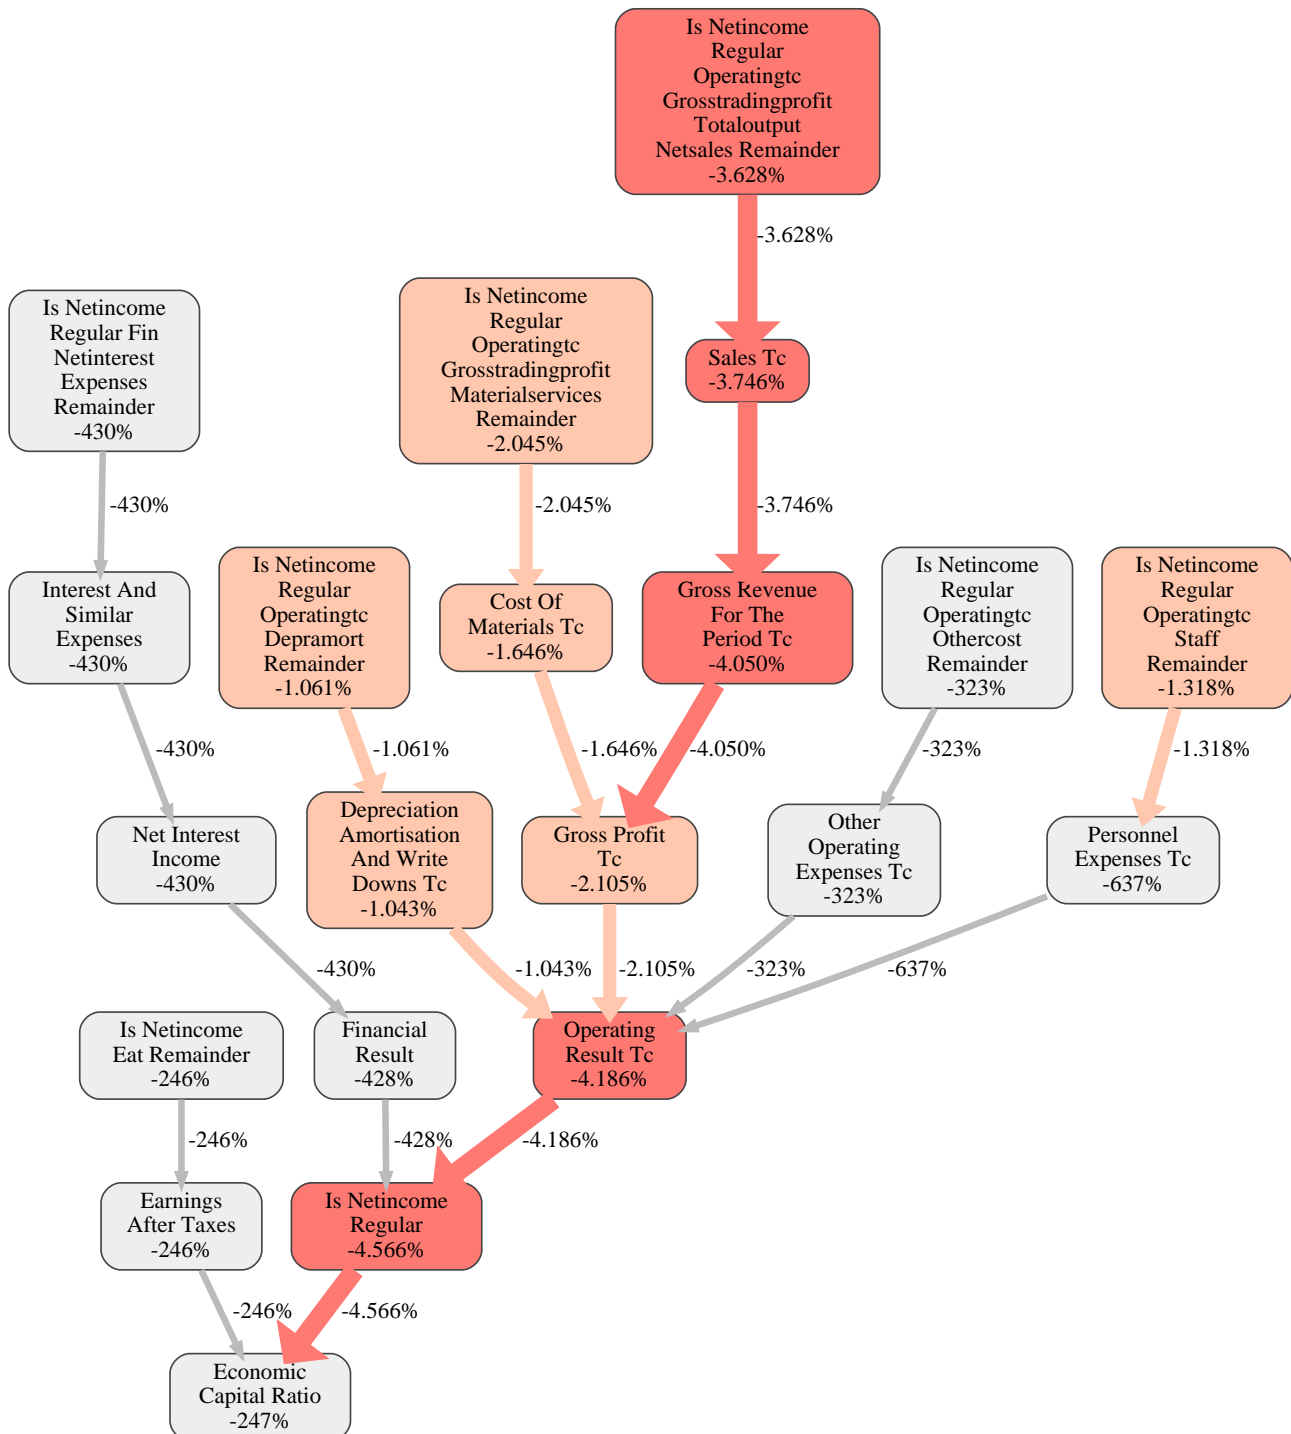 Is Netincome
Regular
Operatingtc
Grosstradingprofit
Totaloutput
Netsales Remainder
-3.628%
-3.628%
Is Netincome
Regular Fin
Netinterest
Expenses
Remainder
-430%
Is Netincome
Regular
Operatingtc
Grosstradingprofit
Materialservices
Remainder
-2.045%
Sales Tc
-3.746%
-430%
-2.045%
-3.746%
Interest And
Similar
Expenses
-430%
Is Netincome
Regular
Operatingtc
Depramort
Remainder
-1.061%
Cost Of
Materials Tc
-1.646%
Gross Revenue
For The
Period Tc
-4.050%
Is Netincome
Regular
Operatingtc
Othercost
Remainder
-323%
Is Netincome
Regular
Operatingtc
Staff
Remainder
-1.318%
-430%
-1.061%
-1.646%
-4.050%
-323%
-1.318%
Net Interest
Income
-430%
Depreciation
Amortisation
And Write
Downs Tc
-1.043%
Gross Profit
Tc
-2.105%
Other
Operating
Expenses Tc
-323%
Personnel
Expenses Tc
-637%
-430%
-1.043%
-2.105%
-323%
-637%
Is Netincome
Eat Remainder
-246%
Financial
Result
-428%
Operating
Result Tc
-4.186%
-246%
-428%
-4.186%
Earnings
After Taxes
-246%
Is Netincome
Regular
-4.566%
-246%
-4.566%
Economic
Capital Ratio
-247%